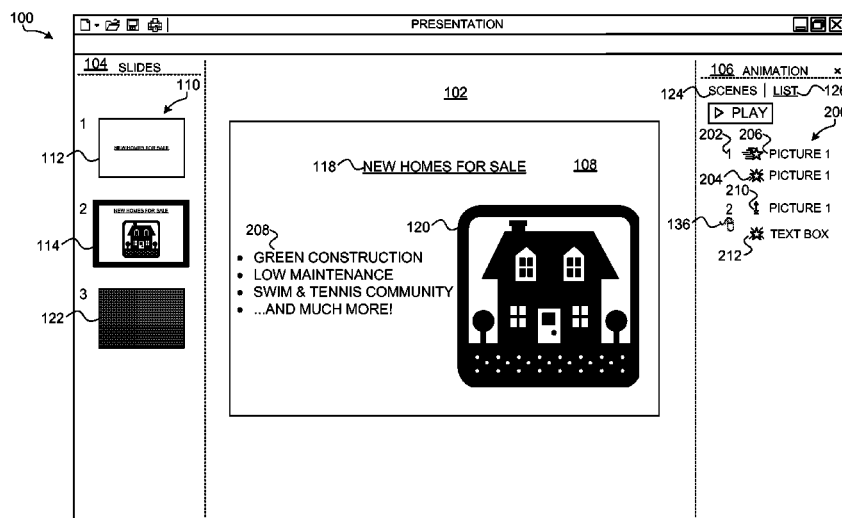 100
PRESENTATION
104 SLIDES
110
1
NEW HOMES FOR SALE
112
2
NEW HOMES FOR SALE
114
3
122
102
118 NEW HOMES FOR SALE 108
208
120
• GREEN CONSTRUCTION
• LOW MAINTENANCE
• SWIM & TENNIS COMMUNITY
• ...AND MUCH MORE!
106 ANIMATION ×
124 SCENES | LIST 126
PLAY
202 206 200
1 PICTURE 1
204 PICTURE 1
210
2 PICTURE 1
136
TEXT BOX
212